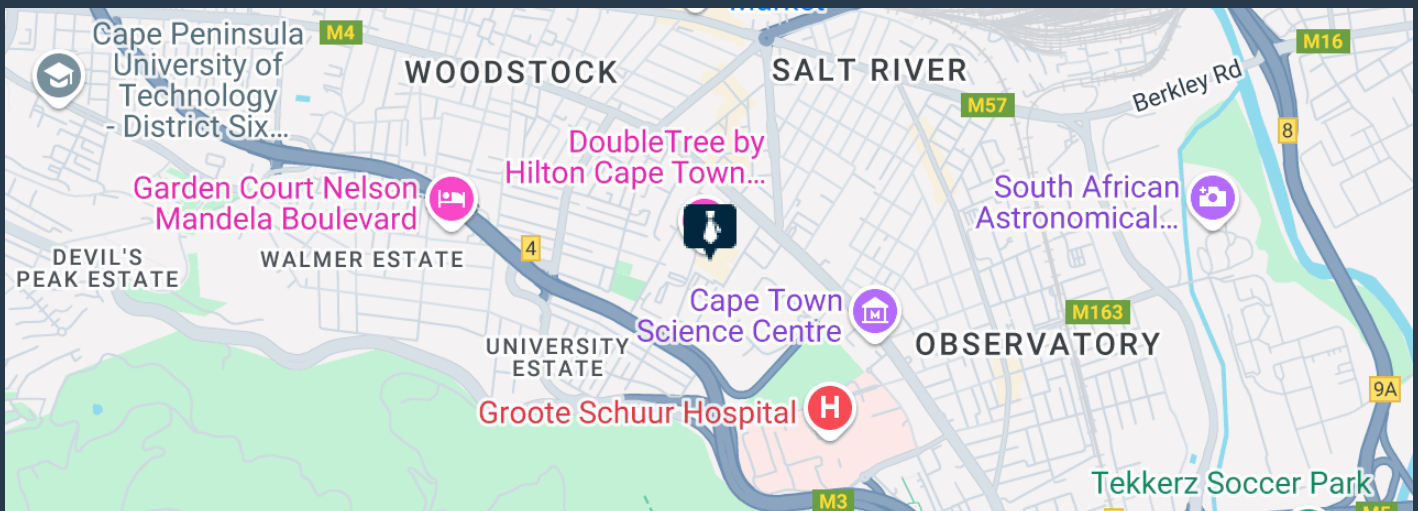 Market
Cape Peninsula
University of
Technology
- District Six...
M4
WOODSTOCK
SALT RIVER
M16
Berkley Rd
M57
8
DoubleTree by
Hilton Cape Town...
Garden Court Nelson
Mandela Boulevard
South African
Astronomical...
DEVIL'S
PEAK ESTATE
WALMER ESTATE
4
Cape Town
Science Centre
M
M163
OBSERVATORY
UNIVERSITY
ESTATE
9A
Groote Schuur Hospital
H
Tekkerz Soccer Park
M3
M5